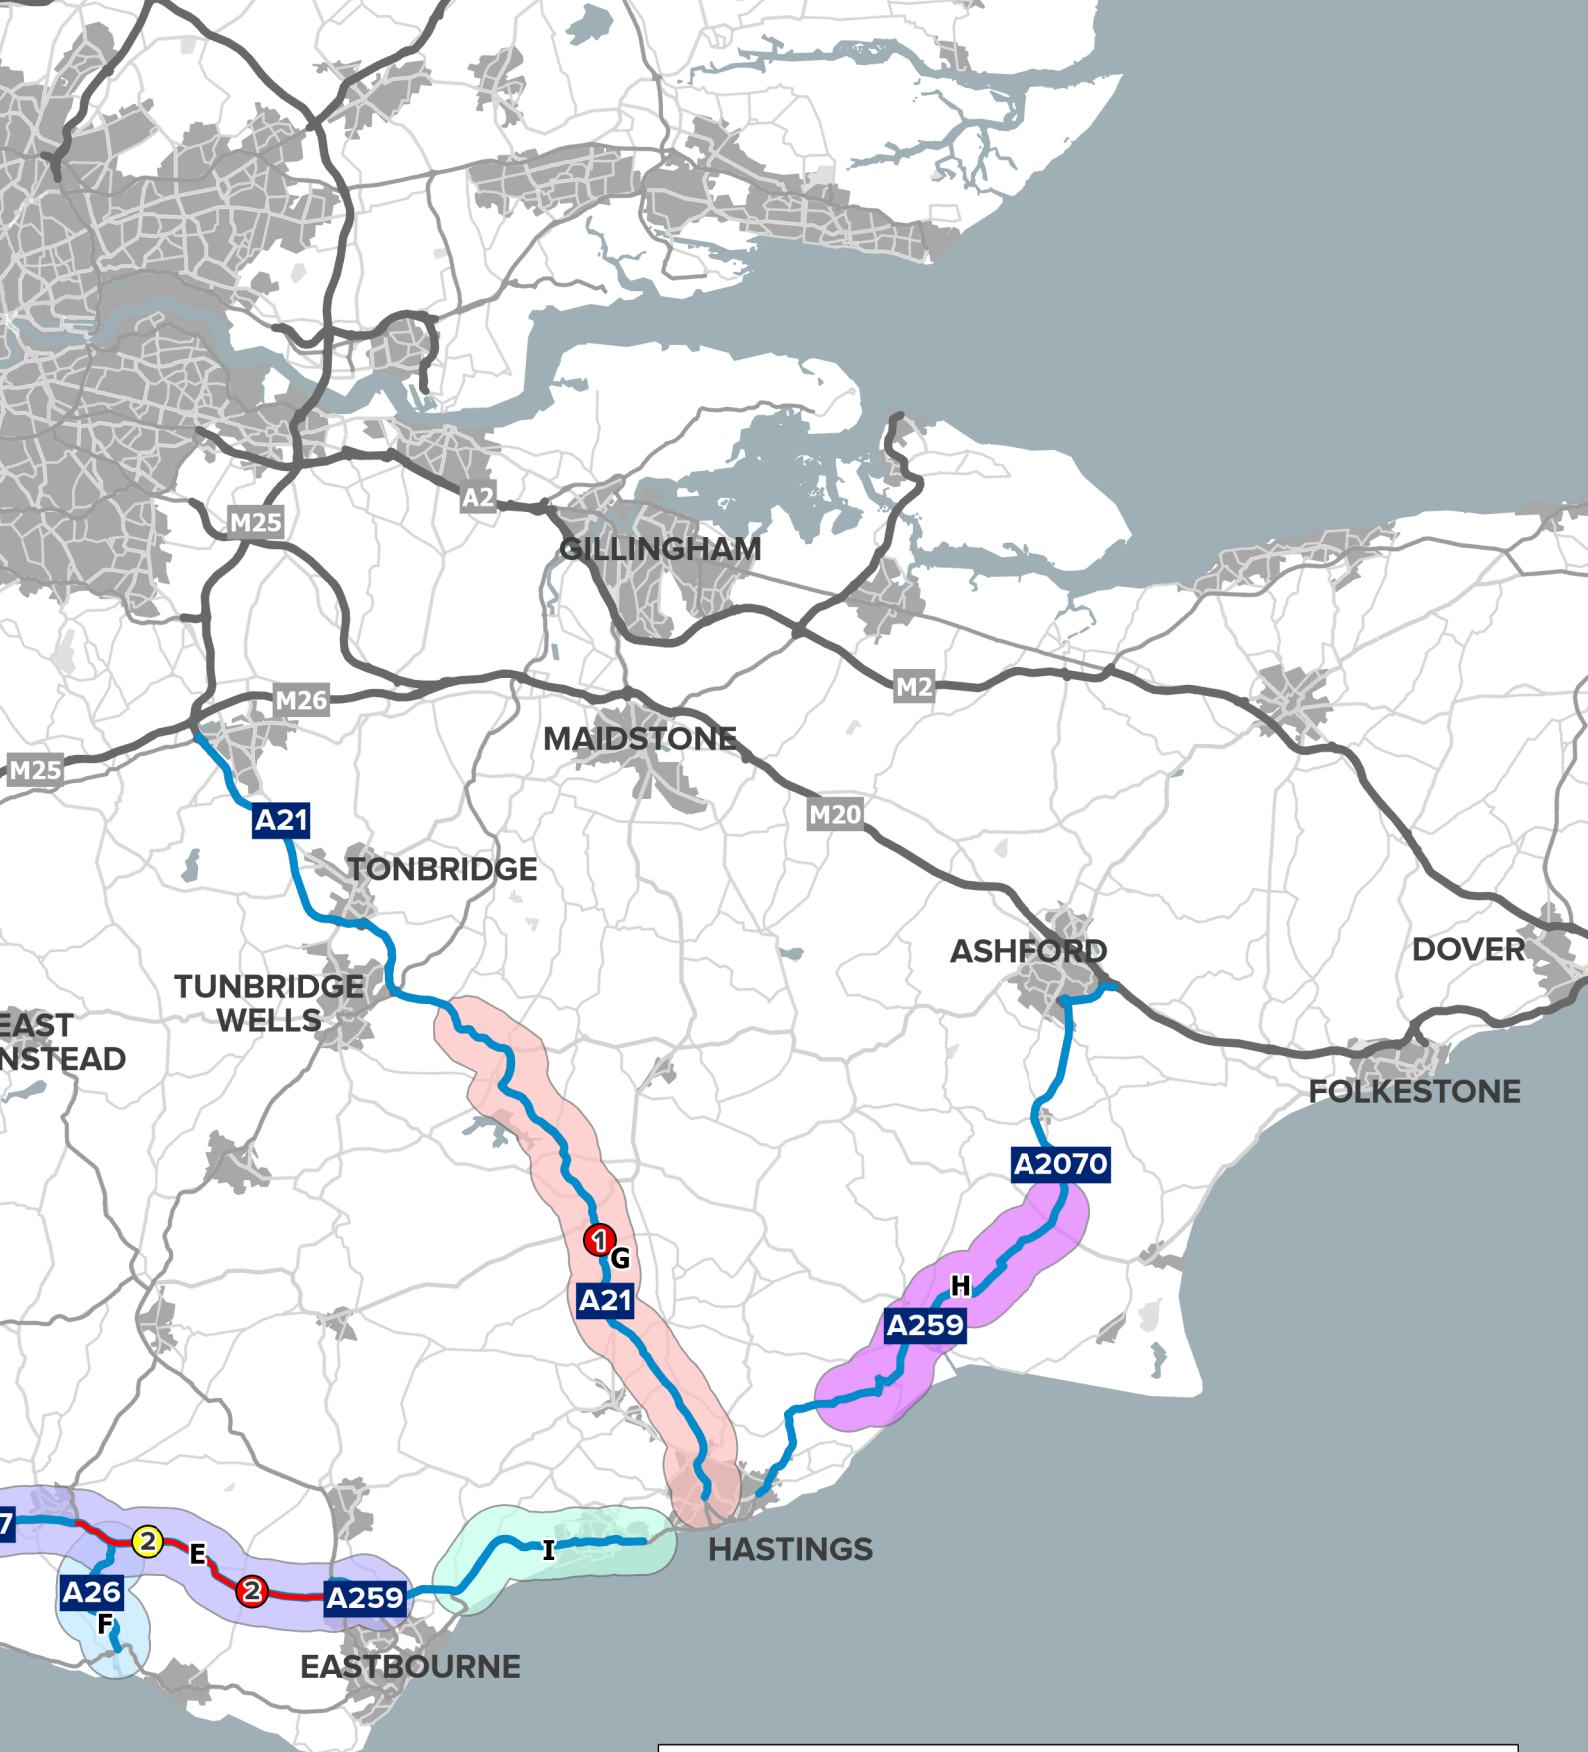 A2
M25
GILLINGHAM
M2
M26
MAIDSTONE
M25
M20
A21
TONBRIDGE
ASHFORD
DOVER
TUNBRIDGE
WELLS
EAST
NSTEAD
FOLKESTONE
A2070
1
G
H
A21
A259
7
2
E
I
HASTINGS
A26
2
A259
F
EASTBOURNE